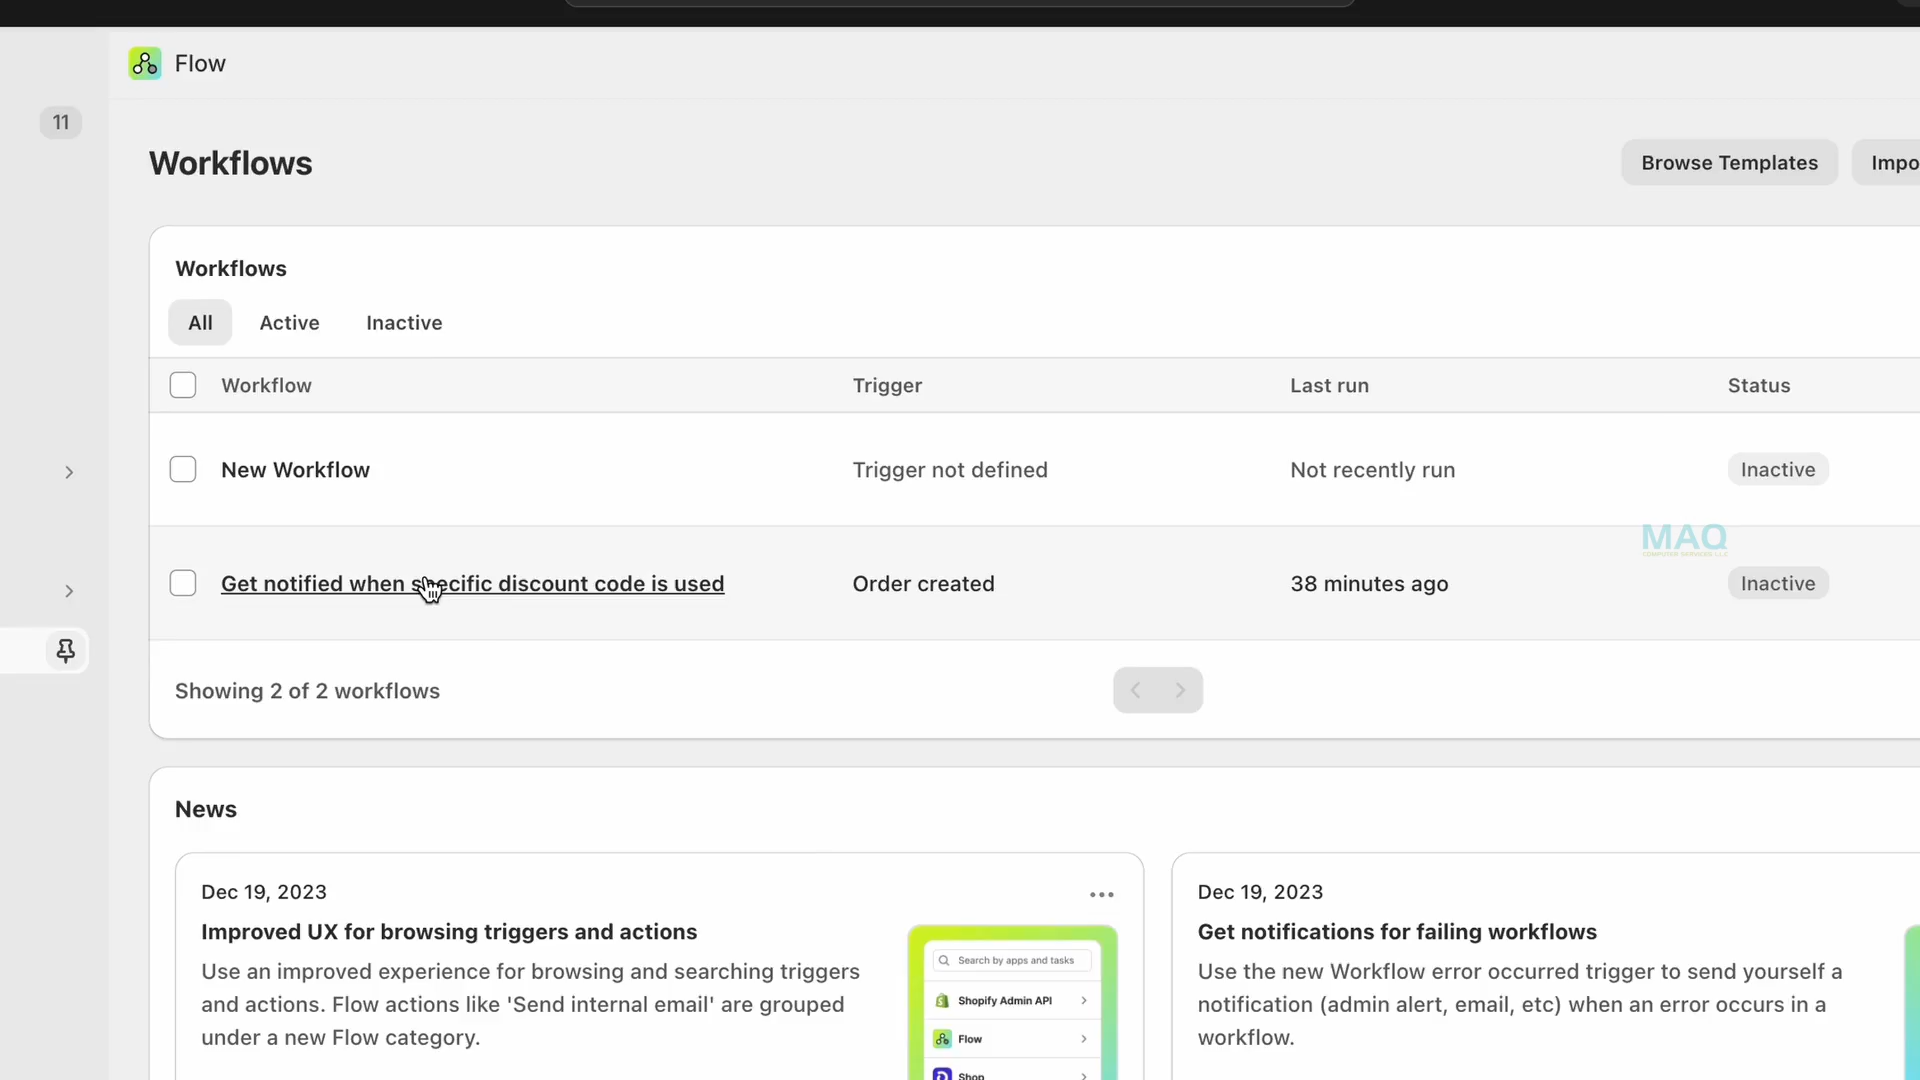 Flow
11
Workflows
Browse Templates
Impo
Workflows
All
Active
Inactive
Workflow
Trigger
Last run
Status
New Workflow
Trigger not defined
Not recently run
Inactive
MAQ
COMPUTER SERVICES LLC
Get notified when specific discount code is used
Order created
38 minutes ago
Inactive
Showing 2 of 2 workflows
News
Dec 19, 2023
Improved UX for browsing triggers and actions
Use an improved experience for browsing and searching triggers
and actions. Flow actions like 'Send internal email' are grouped
under a new Flow category.
Search by apps and tasks
Shopify Admin API
Flow
Shop
Dec 19, 2023
Get notifications for failing workflows
Use the new Workflow error occurred trigger to send yourself a
notification (admin alert, email, etc) when an error occurs in a
workflow.